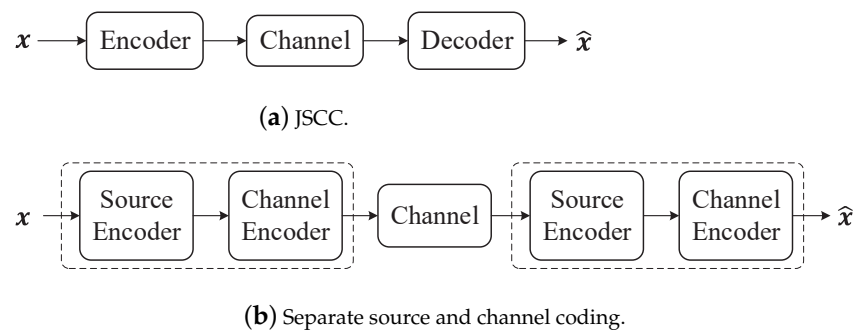 x Encoder Channel Decoder x̂
(a) JSCC.
x Source Encoder Channel Encoder Channel Source Encoder Channel Encoder x̂
(b) Separate source and channel coding.